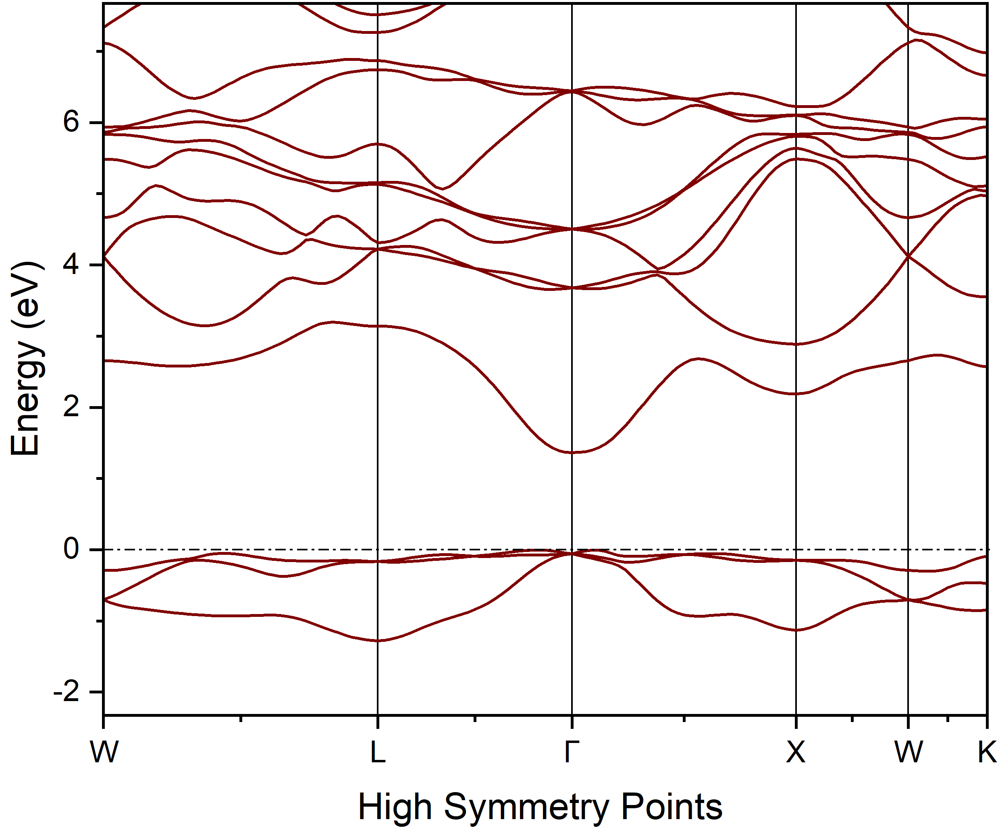 Energy (eV)
6
4
2
0
-2
W L Γ X W K
High Symmetry Points